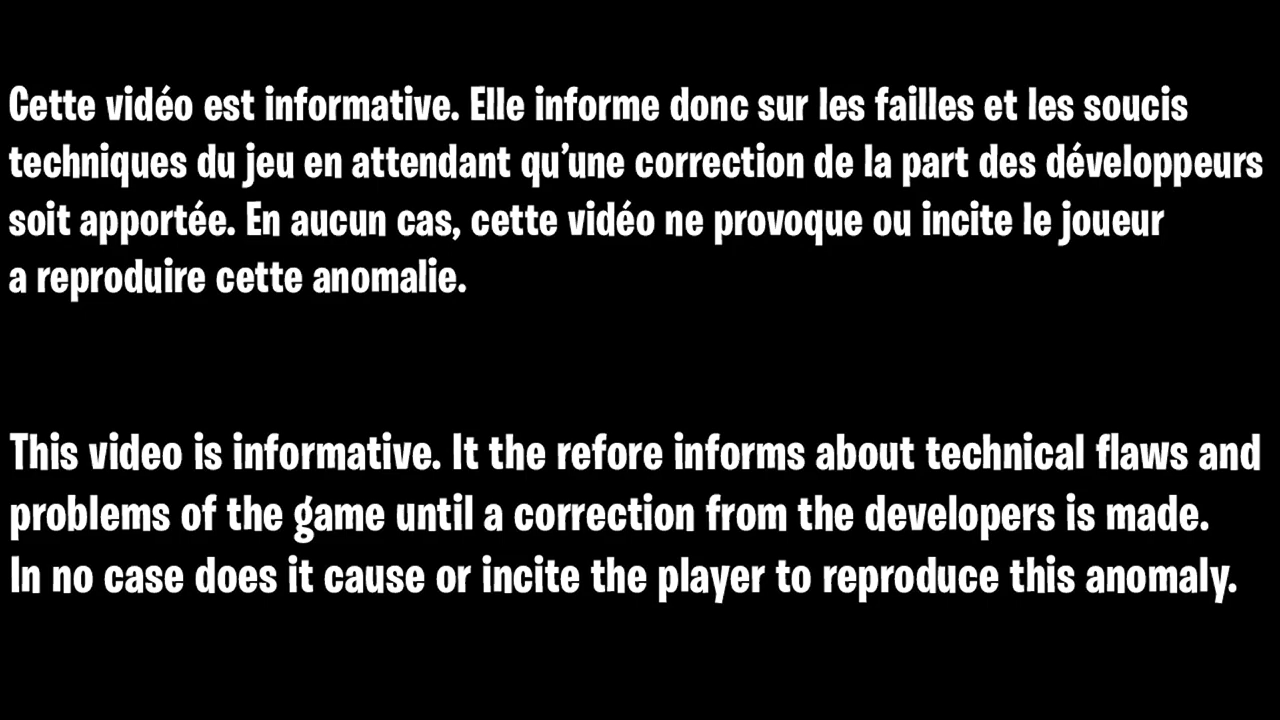 Cette vidéo est informative. Elle informe donc sur les failles et les soucis
techniques du jeu en attendant qu’une correction de la part des développeurs
soit apportée. En aucun cas, cette vidéo ne provoque ou incite le joueur
a reproduire cette anomalie.
This video is informative. It the refore informs about technical flaws and
problems of the game until a correction from the developers is made.
In no case does it cause or incite the player to reproduce this anomaly.